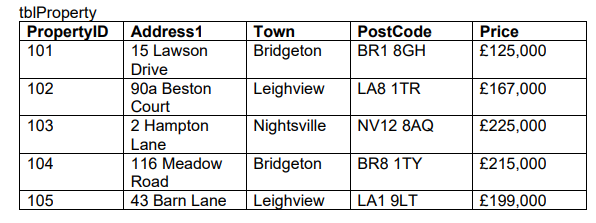 tblProperty
PropertyID Address1 Town PostCode Price
101 15 Lawson Drive Bridgeton BR1 8GH £125,000
102 90a Beston Court Leighview LA8 1TR £167,000
103 2 Hampton Lane Nightsville NV12 8AQ £225,000
104 116 Meadow Road Bridgeton BR8 1TY £215,000
105 43 Barn Lane Leighview LA1 9LT £199,000